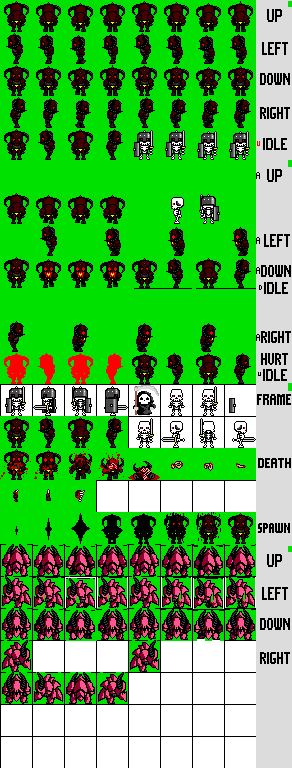 UP
LEFT
DOWN
RIGHT
U IDLE
A UP
A LEFT
A DOWN
D IDLE
A RIGHT
HURT
U IDLE
FRAME
DEATH
SPAWN
UP
LEFT
DOWN
RIGHT